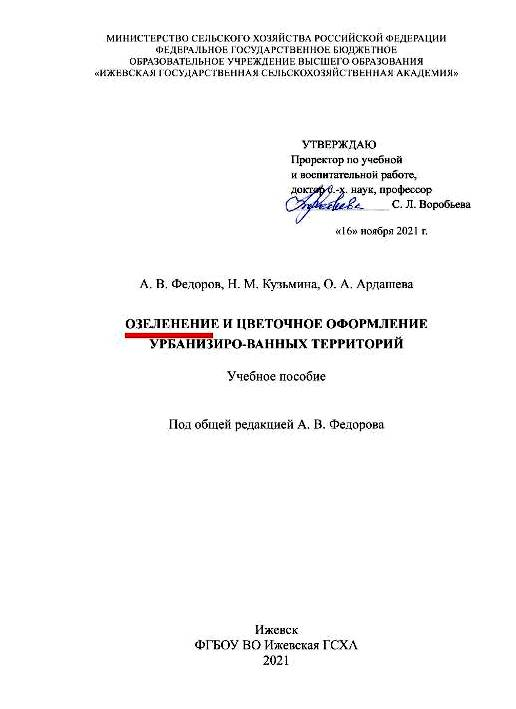 МИНИСТЕРСТВО СЕЛЬСКОГО ХОЗЯЙСТВА РОССИЙСКОЙ ФЕДЕРАЦИИ
ФЕДЕРАЛЬНОЕ ГОСУДАРСТВЕННОЕ БЮДЖЕТНОЕ
ОБРАЗОВАТЕЛЬНОЕ УЧРЕЖДЕНИЕ ВЫСШЕГО ОБРАЗОВАНИЯ
«ИЖЕВСКАЯ ГОСУДАРСТВЕННАЯ СЕЛЬСКОХОЗЯЙСТВЕННАЯ АКАДЕМИЯ»
УТВЕРЖДАЮ
Проректор по учебной
и воспитательной работе,
доктор с.-х. наук, профессор
С. Л. Воробьева
«16» ноября 2021 г.
А. В. Федоров, Н. М. Кузьмина, О. А. Ардашева
ОЗЕЛЕНЕНИЕ И ЦВЕТОЧНОЕ ОФОРМЛЕНИЕ
УРБАНИЗИРО-ВАННЫХ ТЕРРИТОРИЙ
Учебное пособие
Под общей редакцией А. В. Федорова
Ижевск
ФГБОУ ВО Ижевская ГСХА
2021